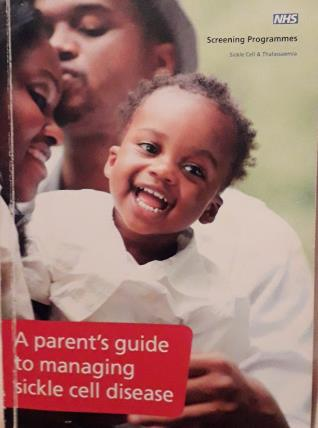 NHS
Screening Programmes
Sickle Cell & Thalassaemia
A parent's guide
to managing
sickle cell disease